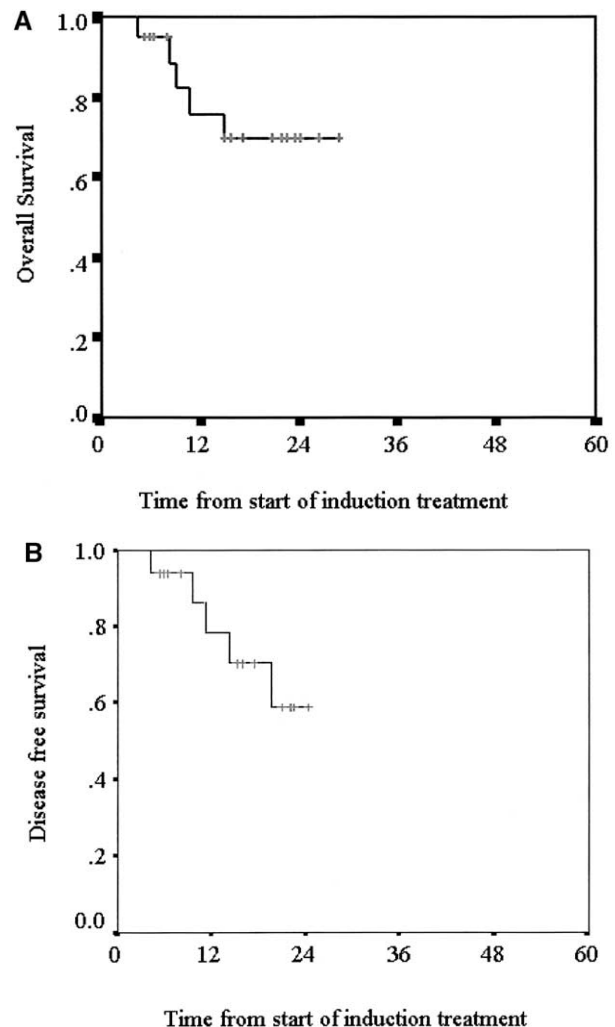 A
1.0
.8
.6
.4
.2
.0
Overall Survival
0 12 24 36 48 60
Time from start of induction treatment
B
1.0
.8
.6
.4
.2
0.0
Disease free survival
0 12 24 36 48 60
Time from start of induction treatment